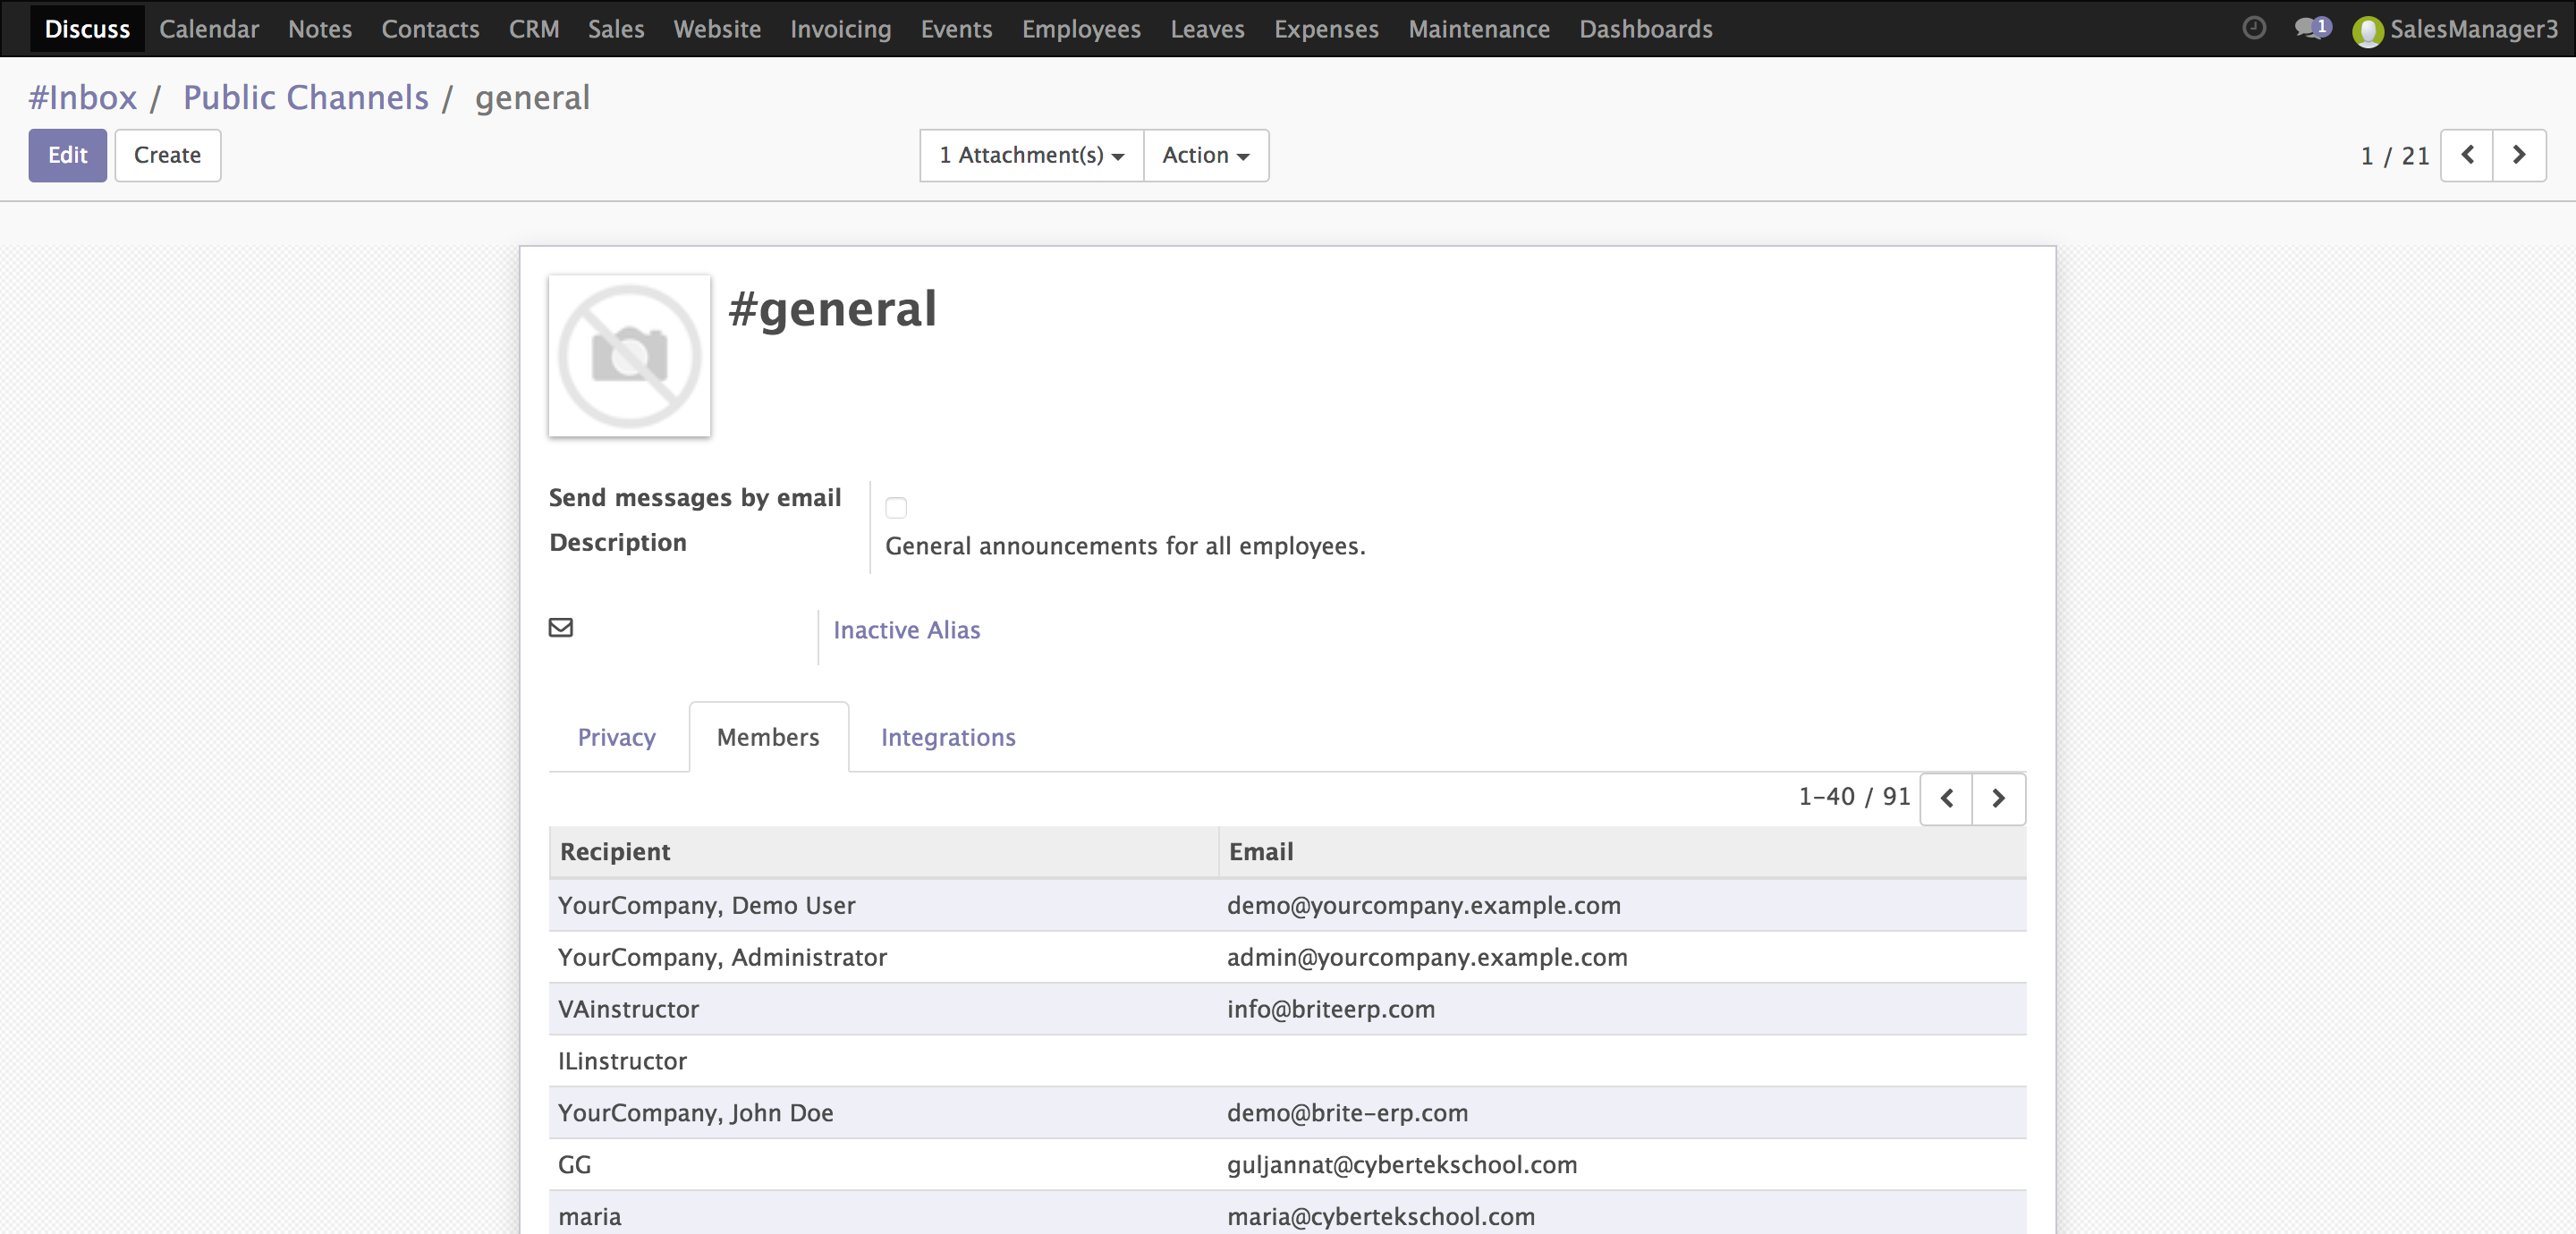 Discuss Calendar Notes Contacts CRM Sales Website Invoicing Events Employees Leaves Expenses Maintenance Dashboards 1 SalesManager3
#Inbox / Public Channels / general
Edit Create 1 Attachment(s) Action 1 / 21
#general
Send messages by email
Description General announcements for all employees.
Inactive Alias
Privacy Members Integrations
1-40 / 91
Recipient Email
YourCompany, Demo User demo@yourcompany.example.com
YourCompany, Administrator admin@yourcompany.example.com
VAinstructor info@briteerp.com
ILinstructor
YourCompany, John Doe demo@brite-erp.com
GG guljannat@cybertekschool.com
maria maria@cybertekschool.com